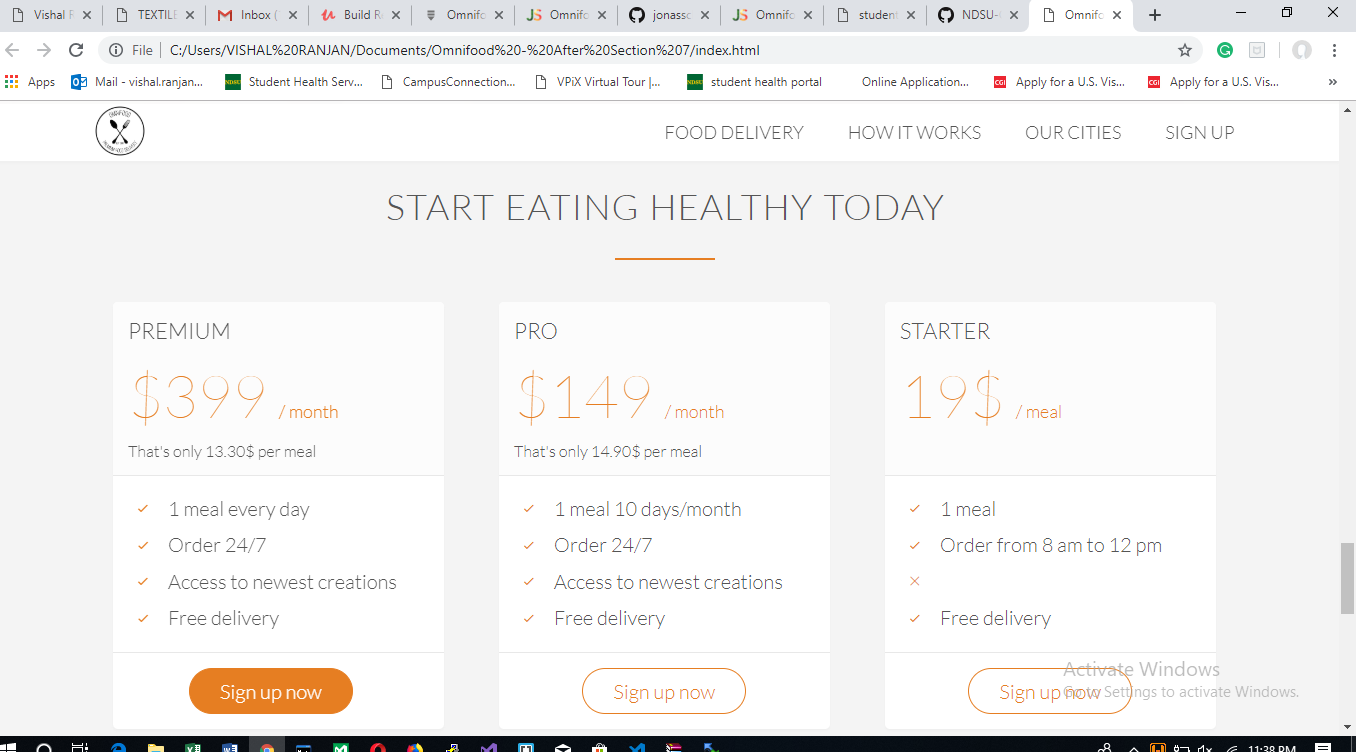 Vishal R
TEXTILE
Inbox (
Build Re
Omnifo
Omnifo
jonassc
Omnifo
student
NDSU-
Omnifo
File
C:/Users/VISHAL%20RANJAN/Documents/Omnifood%20-%20After%20Section%207/index.html
Apps
Mail - vishal.ranjan...
Student Health Serv...
CampusConnection...
VPiX Virtual Tour |...
student health portal
Online Application...
CGI
Apply for a U.S. Vis...
CGI
Apply for a U.S. Vis...
»
FOOD DELIVERY
HOW IT WORKS
OUR CITIES
SIGN UP
START EATING HEALTHY TODAY
PREMIUM
$399 / month
That's only 13.30$ per meal
1 meal every day
Order 24/7
Access to newest creations
Free delivery
Sign up now
PRO
$149 / month
That's only 14.90$ per meal
1 meal 10 days/month
Order 24/7
Access to newest creations
Free delivery
Sign up now
STARTER
19$ / meal
1 meal
Order from 8 am to 12 pm
Free delivery
Sign up now
Activate Windows
Go to Settings to activate Windows.
11:38 PM